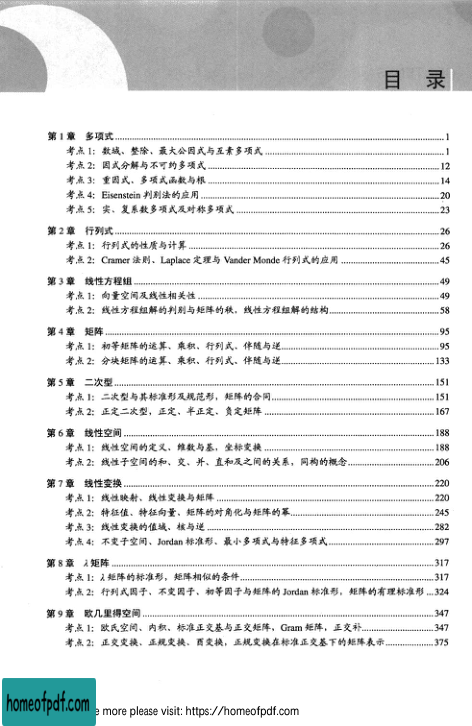 目 录
第 1 章 多项式 ........ 1
考点 1：数域、整除、最大公因式与互素多项式 ........ 1
考点 2：因式分解与不可约多项式 ........ 12
考点 3：重因式、多项式函数与根 ........ 14
考点 4：Eisenstein 判别法的应用 ........ 20
考点 5：实、复系数多项式及对称多项式 ........ 23
第 2 章 行列式 ........ 26
考点 1：行列式的性质与计算 ........ 26
考点 2：Cramer 法则、Laplace 定理与 Vander Monde 行列式的应用 ........ 45
第 3 章 线性方程组 ........ 49
考点 1：向量空间及线性相关性 ........ 49
考点 2：线性方程组解的判别与矩阵的秩、线性方程组解的结构 ........ 58
第 4 章 矩阵 ........ 95
考点 1：初等矩阵的运算、乘积、行列式、伴随与逆 ........ 95
考点 2：分块矩阵的运算、乘积、行列式、伴随与逆 ........ 133
第 5 章 二次型 ........ 151
考点 1：二次型与其标准形及规范形，矩阵的合同 ........ 151
考点 2：正定二次型，正定、半正定、负定矩阵 ........ 167
第 6 章 线性空间 ........ 188
考点 1：线性空间的定义、维数与基，坐标变换 ........ 188
考点 2：线性子空间的和、交、并、直和及之间的关系，同构的概念 ........ 206
第 7 章 线性变换 ........ 220
考点 1：线性映射、线性变换与矩阵 ........ 220
考点 2：特征值、特征向量、矩阵的对角化与矩阵的幂 ........ 245
考点 3：线性变换的值域、核与逆 ........ 282
考点 4：不变子空间、Jordan 标准形、最小多项式与特征多项式 ........ 297
第 8 章 λ矩阵 ........ 317
考点 1：λ矩阵的标准形，矩阵相似的条件 ........ 317
考点 2：行列式因子、不变因子、初等因子与矩阵的 Jordan 标准形，矩阵的有理标准形 ... 324
第 9 章 欧几里得空间 ........ 347
考点 1：欧氏空间、内积、标准正交基与正交矩阵，Gram 矩阵，正交补 ........ 347
考点 2：正交变换、正规变换、酉变换，正规变换在标准正交基下的矩阵表示 ........ 375
homeofpdf.com
e more please visit: https://homeofpdf.com